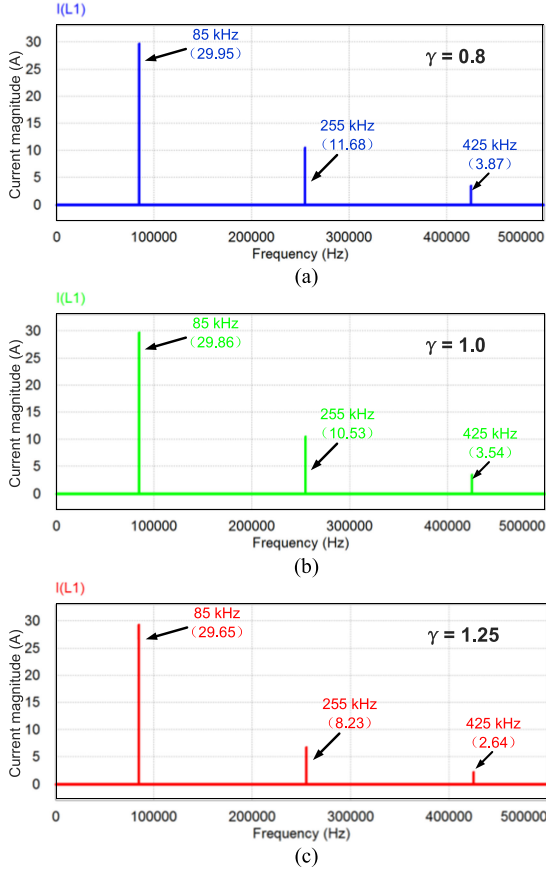 I(L1)
Current magnitude (A)
30
25
20
15
10
5
0
85 kHz
（29.95）
γ = 0.8
255 kHz
（11.68）
425 kHz
（3.87）
0 100000 200000 300000 400000 500000
Frequency (Hz)
(a)
I(L1)
Current magnitude (A)
30
25
20
15
10
5
0
85 kHz
（29.86）
γ = 1.0
255 kHz
（10.53）
425 kHz
（3.54）
0 100000 200000 300000 400000 500000
Frequency (Hz)
(b)
I(L1)
Current magnitude (A)
30
25
20
15
10
5
0
85 kHz
（29.65）
γ = 1.25
255 kHz
（8.23）
425 kHz
（2.64）
0 100000 200000 300000 400000 500000
Frequency (Hz)
(c)